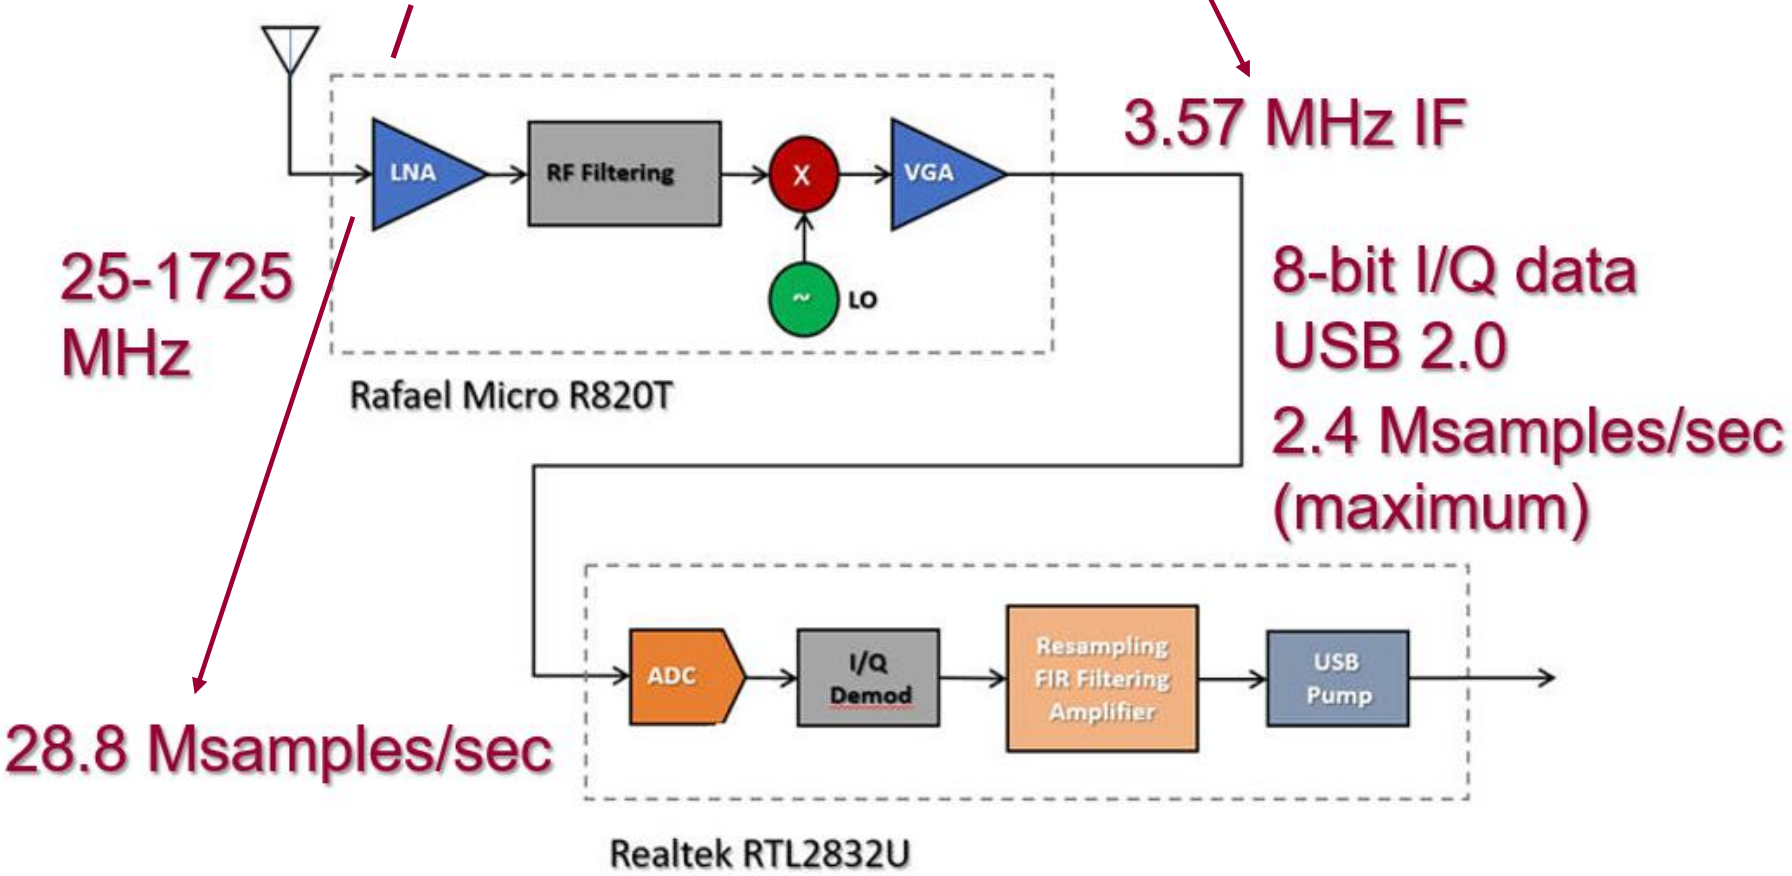 LNA
RF Filtering
X
VGA
~
LO
3.57 MHz IF
25-1725
MHz
Rafael Micro R820T
8-bit I/Q data
USB 2.0
2.4 Msamples/sec
(maximum)
ADC
I/Q
Demod
Resampling
FIR Filtering
Amplifier
USB
Pump
28.8 Msamples/sec
Realtek RTL2832U